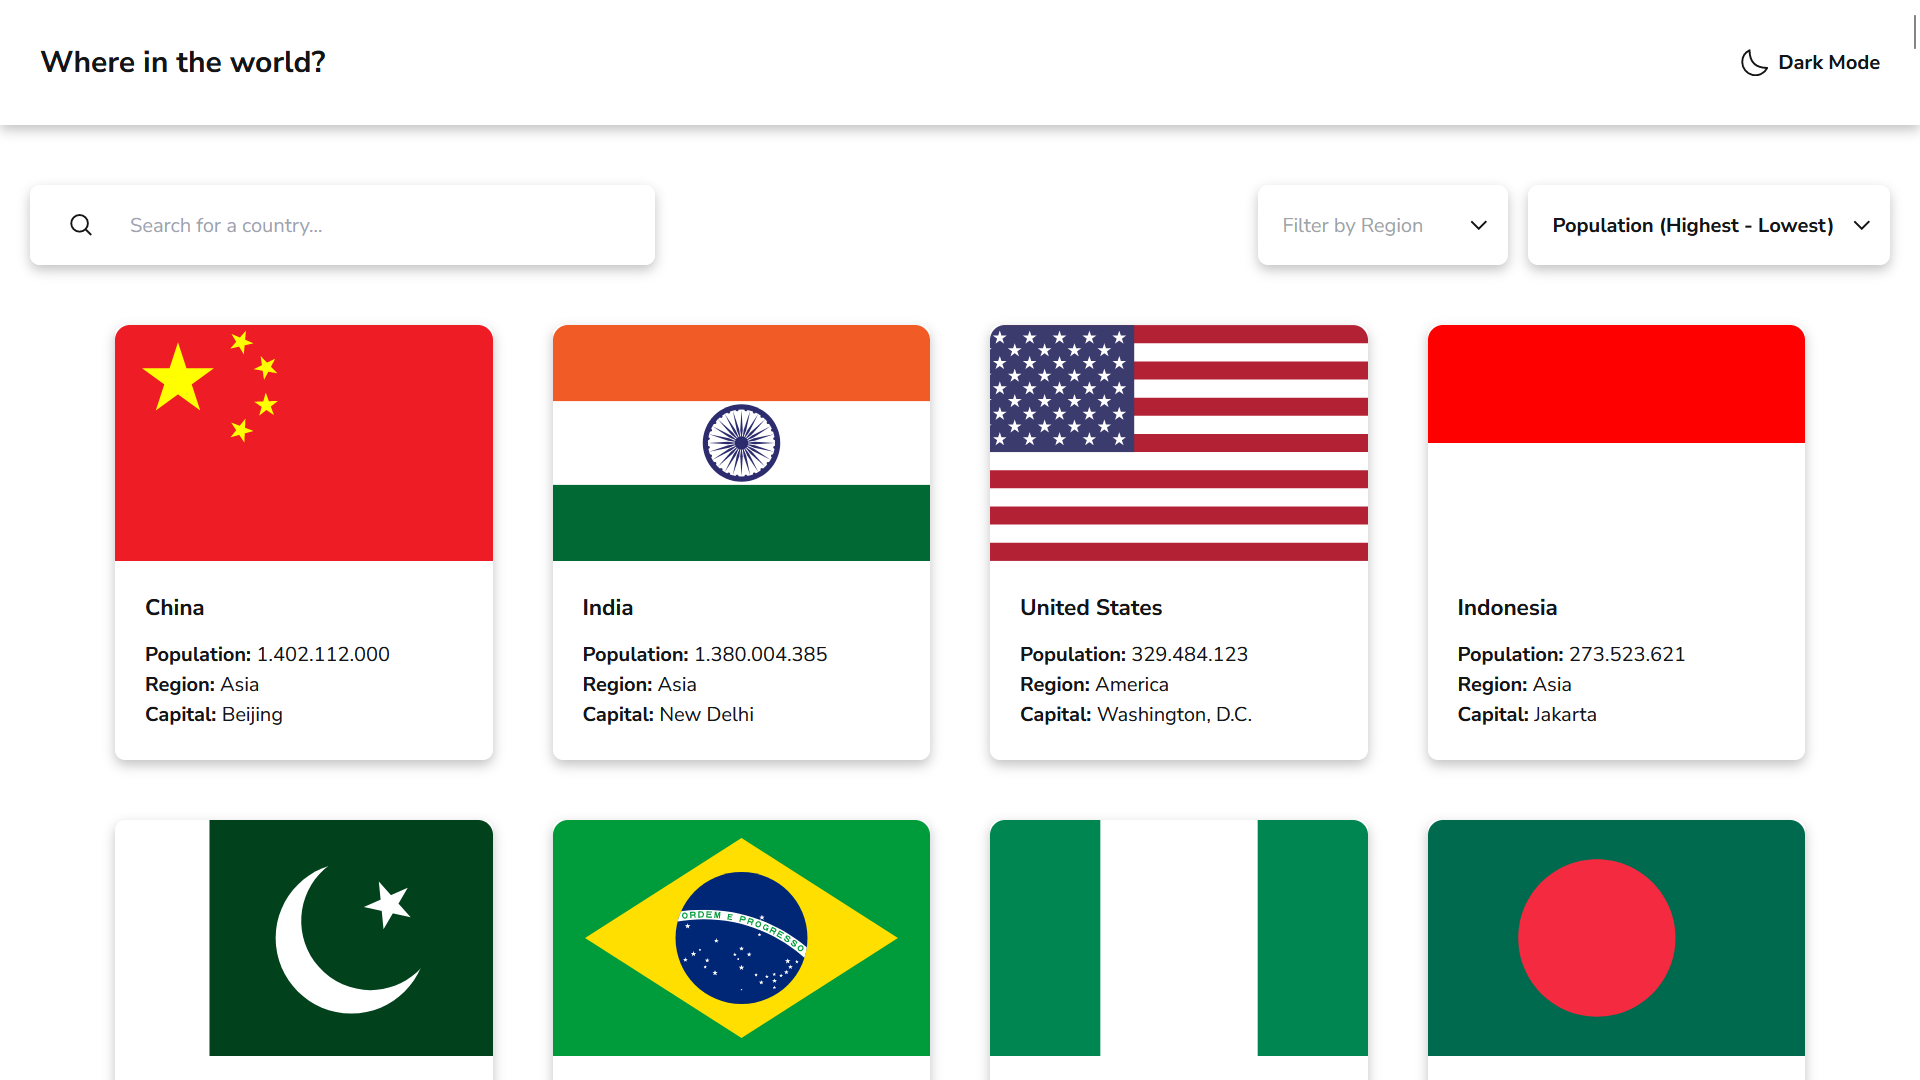 Where in the world?
Dark Mode
Search for a country...
Filter by Region
Population (Highest - Lowest)
China
Population: 1.402.112.000
Region: Asia
Capital: Beijing
India
Population: 1.380.004.385
Region: Asia
Capital: New Delhi
United States
Population: 329.484.123
Region: America
Capital: Washington, D.C.
Indonesia
Population: 273.523.621
Region: Asia
Capital: Jakarta
ORDEM E PROGRESSO